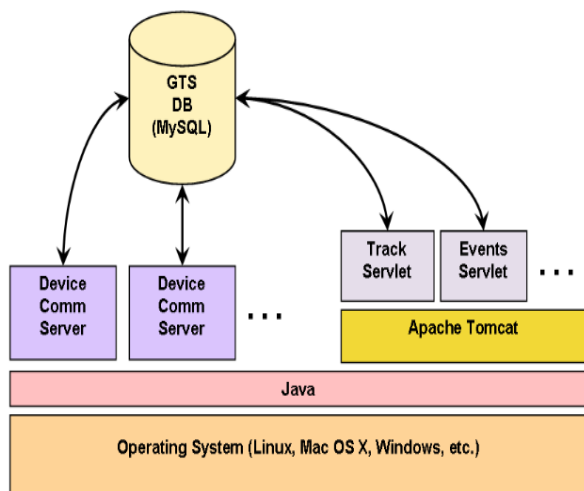 GTS
DB
(MySQL)
Track
Servlet
Events
Servlet
...
Device
Comm
Server
Device
Comm
Server
...
Apache Tomcat
Java
Operating System (Linux, Mac OS X, Windows, etc.)